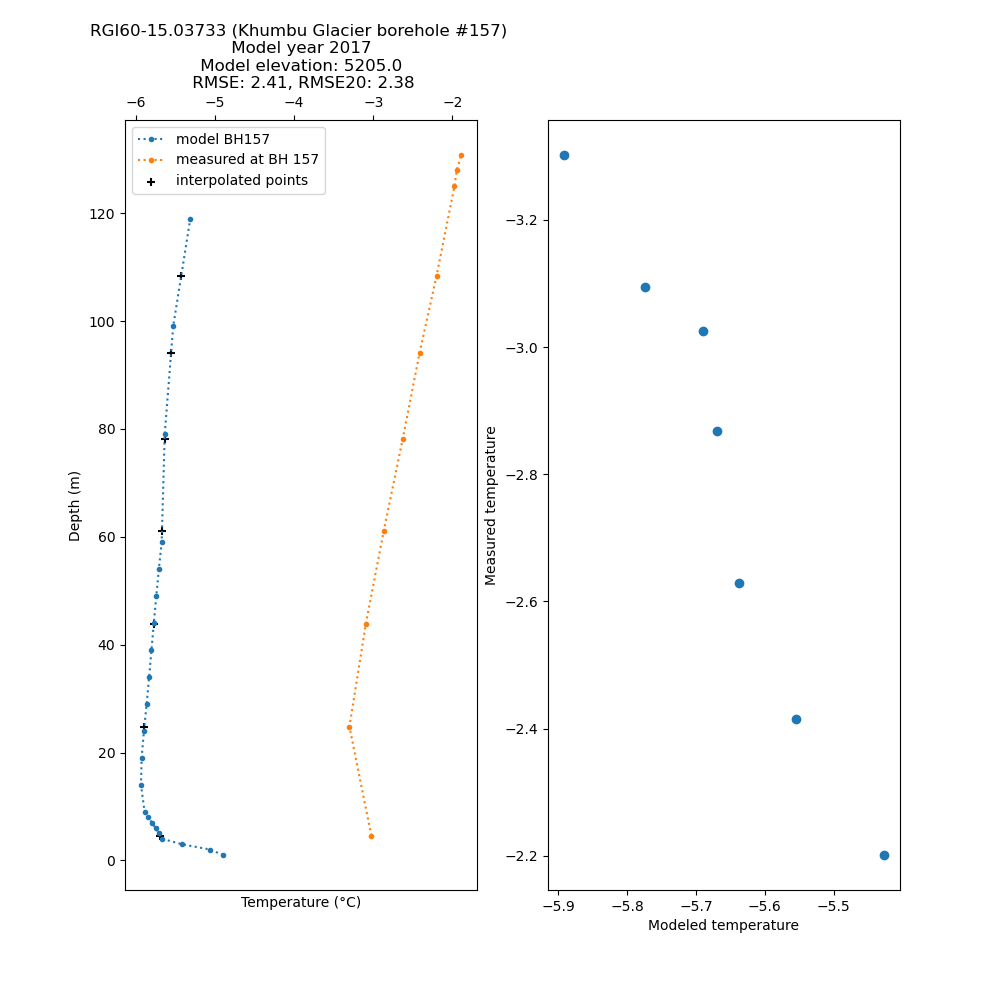 RGI60-15.03733 (Khumbu Glacier borehole #157)
Model year 2017
Model elevation: 5205.0
RMSE: 2.41, RMSE20: 2.38
−6 −5 −4 −3 −2
model BH157
measured at BH 157
interpolated points
120
100
80
60
40
20
0
Depth (m)
Temperature (°C)
−3.2
−3.0
−2.8
−2.6
−2.4
−2.2
Measured temperature
−5.9 −5.8 −5.7 −5.6 −5.5
Modeled temperature